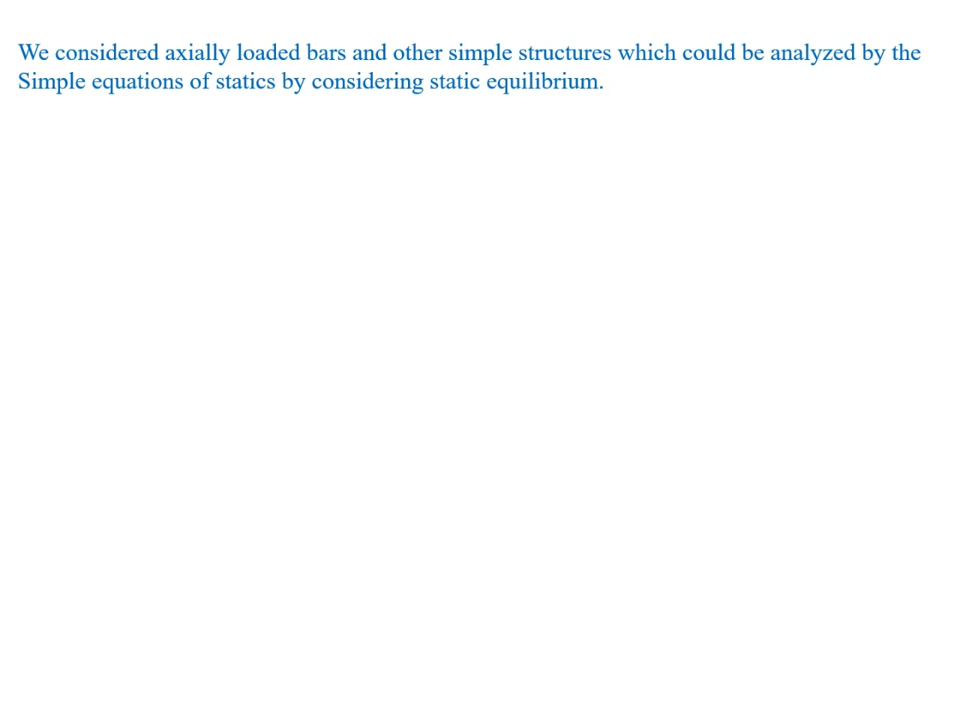 We considered axially loaded bars and other simple structures which could be analyzed by the
Simple equations of statics by considering static equilibrium.